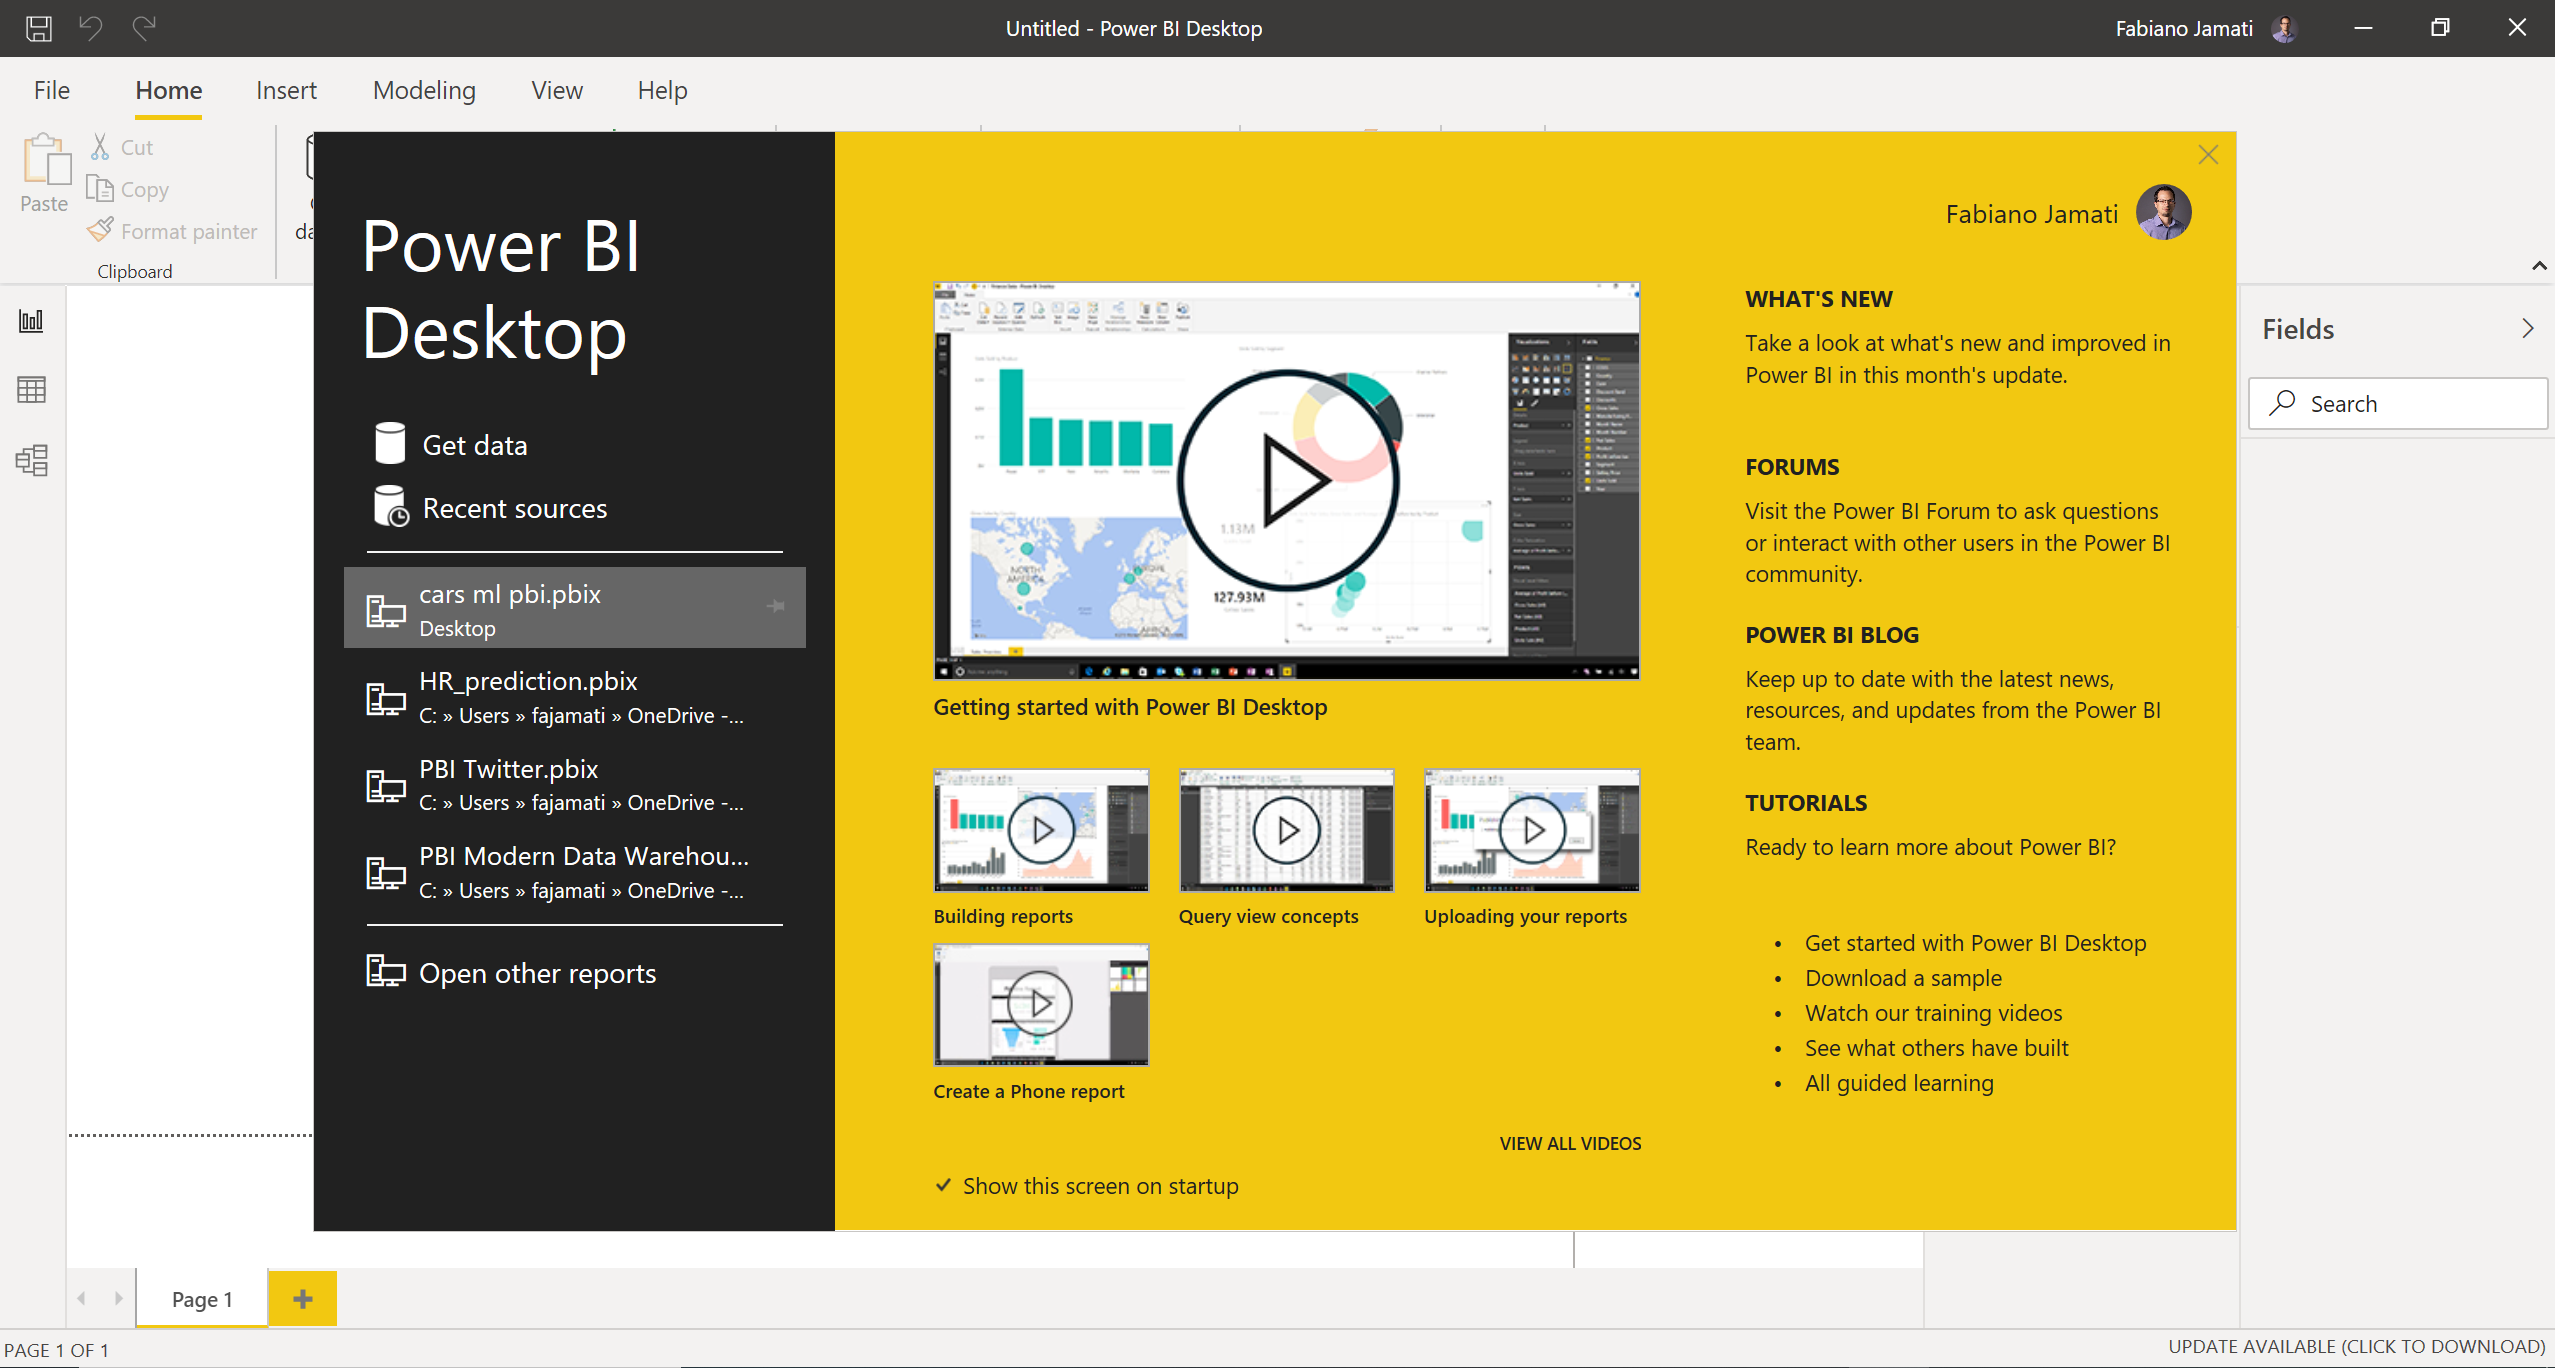 Untitled - Power BI Desktop
Fabiano Jamati
File
Home
Insert
Modeling
View
Help
Paste
Cut
Copy
Format painter
Clipboard
Power BI
Desktop
Get data
Recent sources
cars ml pbi.pbix
Desktop
HR_prediction.pbix
C: » Users » fajamati » OneDrive -...
PBI Twitter.pbix
C: » Users » fajamati » OneDrive -...
PBI Modern Data Warehou...
C: » Users » fajamati » OneDrive -...
Open other reports
Fabiano Jamati
1.13M
127.93M
NORTH
AMERICA
EUROPE
AFRICA
Getting started with Power BI Desktop
Building reports
Query view concepts
Uploading your reports
Create a Phone report
VIEW ALL VIDEOS
Show this screen on startup
WHAT'S NEW
Take a look at what's new and improved in
Power BI in this month's update.
FORUMS
Visit the Power BI Forum to ask questions
or interact with other users in the Power BI
community.
POWER BI BLOG
Keep up to date with the latest news,
resources, and updates from the Power BI
team.
TUTORIALS
Ready to learn more about Power BI?
• Get started with Power BI Desktop
• Download a sample
• Watch our training videos
• See what others have built
• All guided learning
Fields
Search
Page 1
PAGE 1 OF 1
UPDATE AVAILABLE (CLICK TO DOWNLOAD)